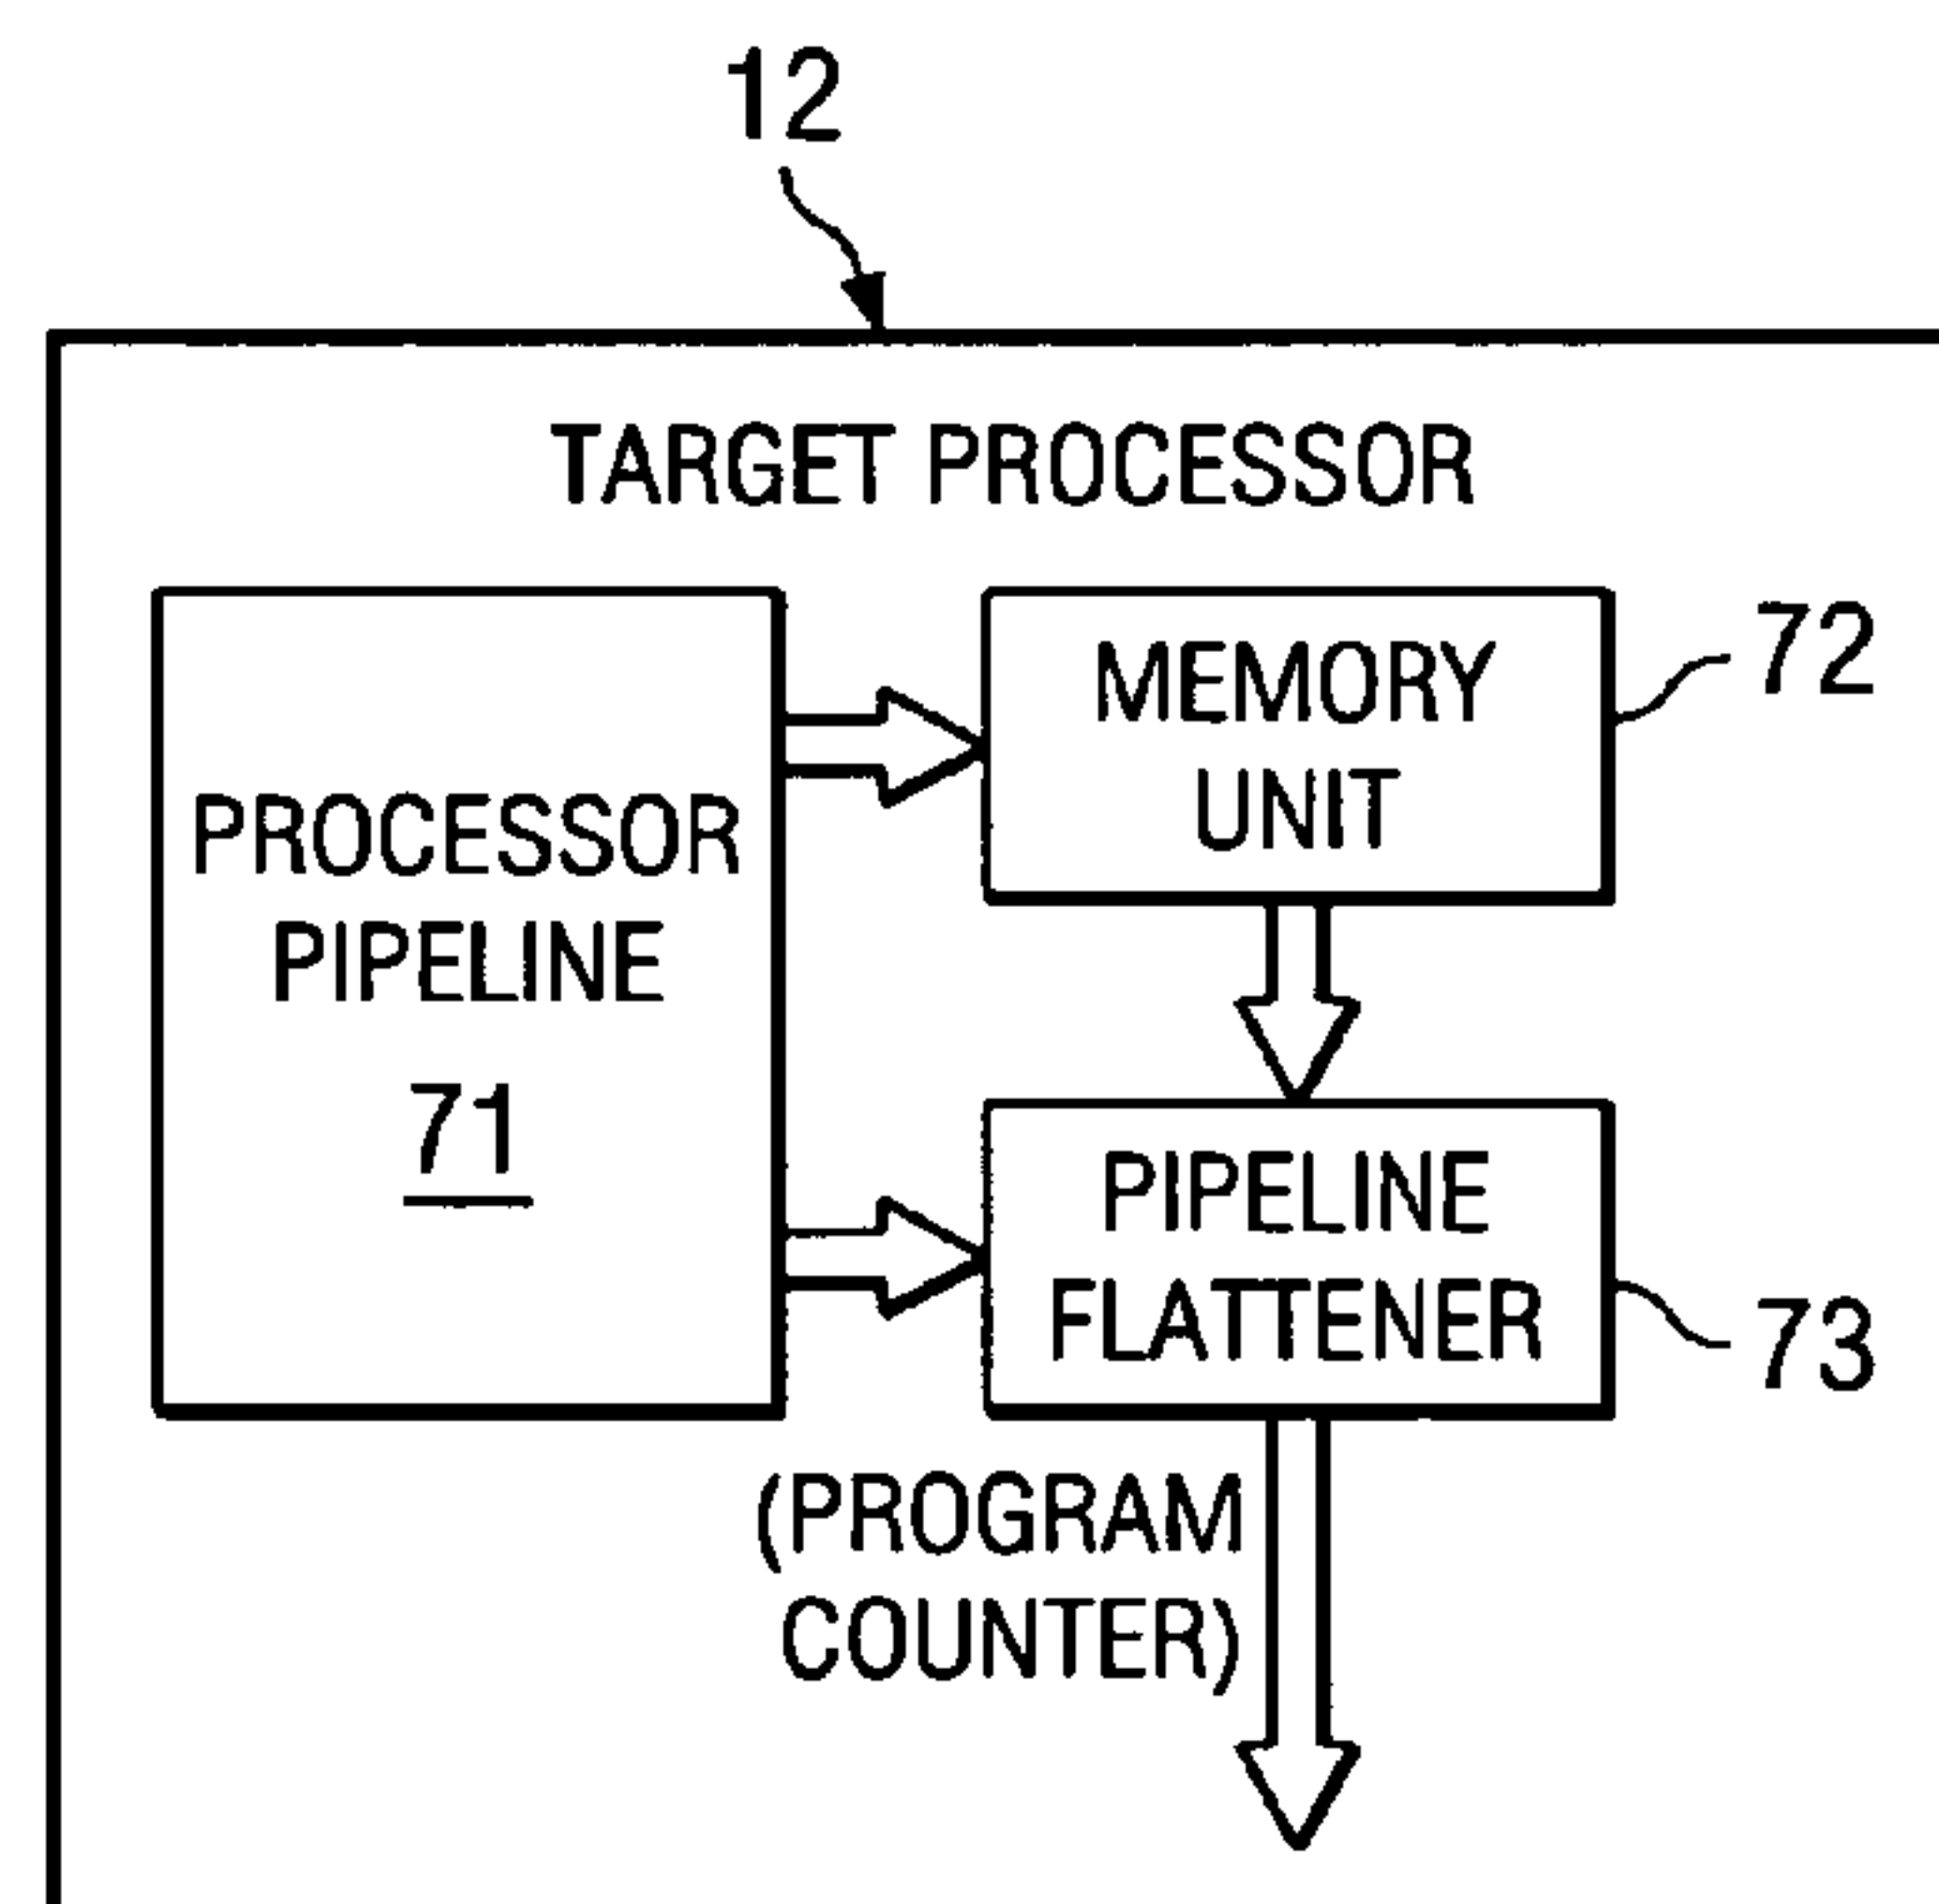 12
TARGET PROCESSOR
PROCESSOR
PIPELINE
71
MEMORY
UNIT
72
PIPELINE
FLATTENER
73
(PROGRAM
COUNTER)